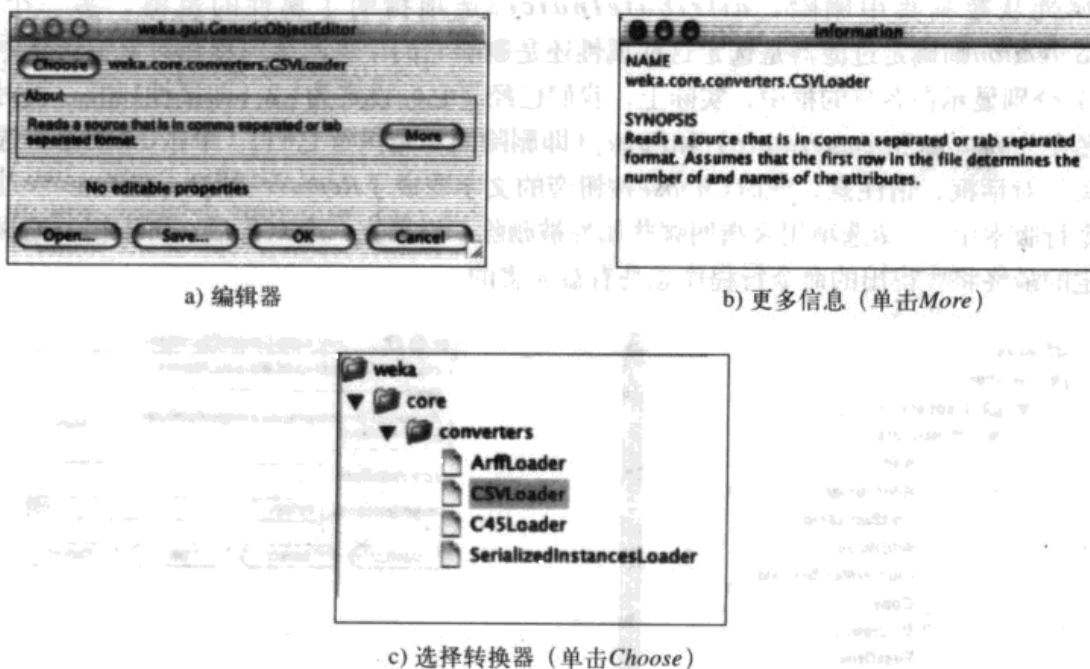 weka.gui.GenericObjectEditor
Choose weka.core.converters.CSVLoader
About
Reads a source that is in comma separated or tab
separated format.
More
No editable properties
Open... Save... OK Cancel
a) 编辑器
Information
NAME
weka.core.converters.CSVLoader
SYNOPSIS
Reads a source that is in comma separated or tab separated
format. Assumes that the first row in the file determines the
number of and names of the attributes.
b) 更多信息（单击More）
weka
core
converters
ArffLoader
CSVLoader
C45Loader
SerializedInstancesLoader
c) 选择转换器（单击Choose）